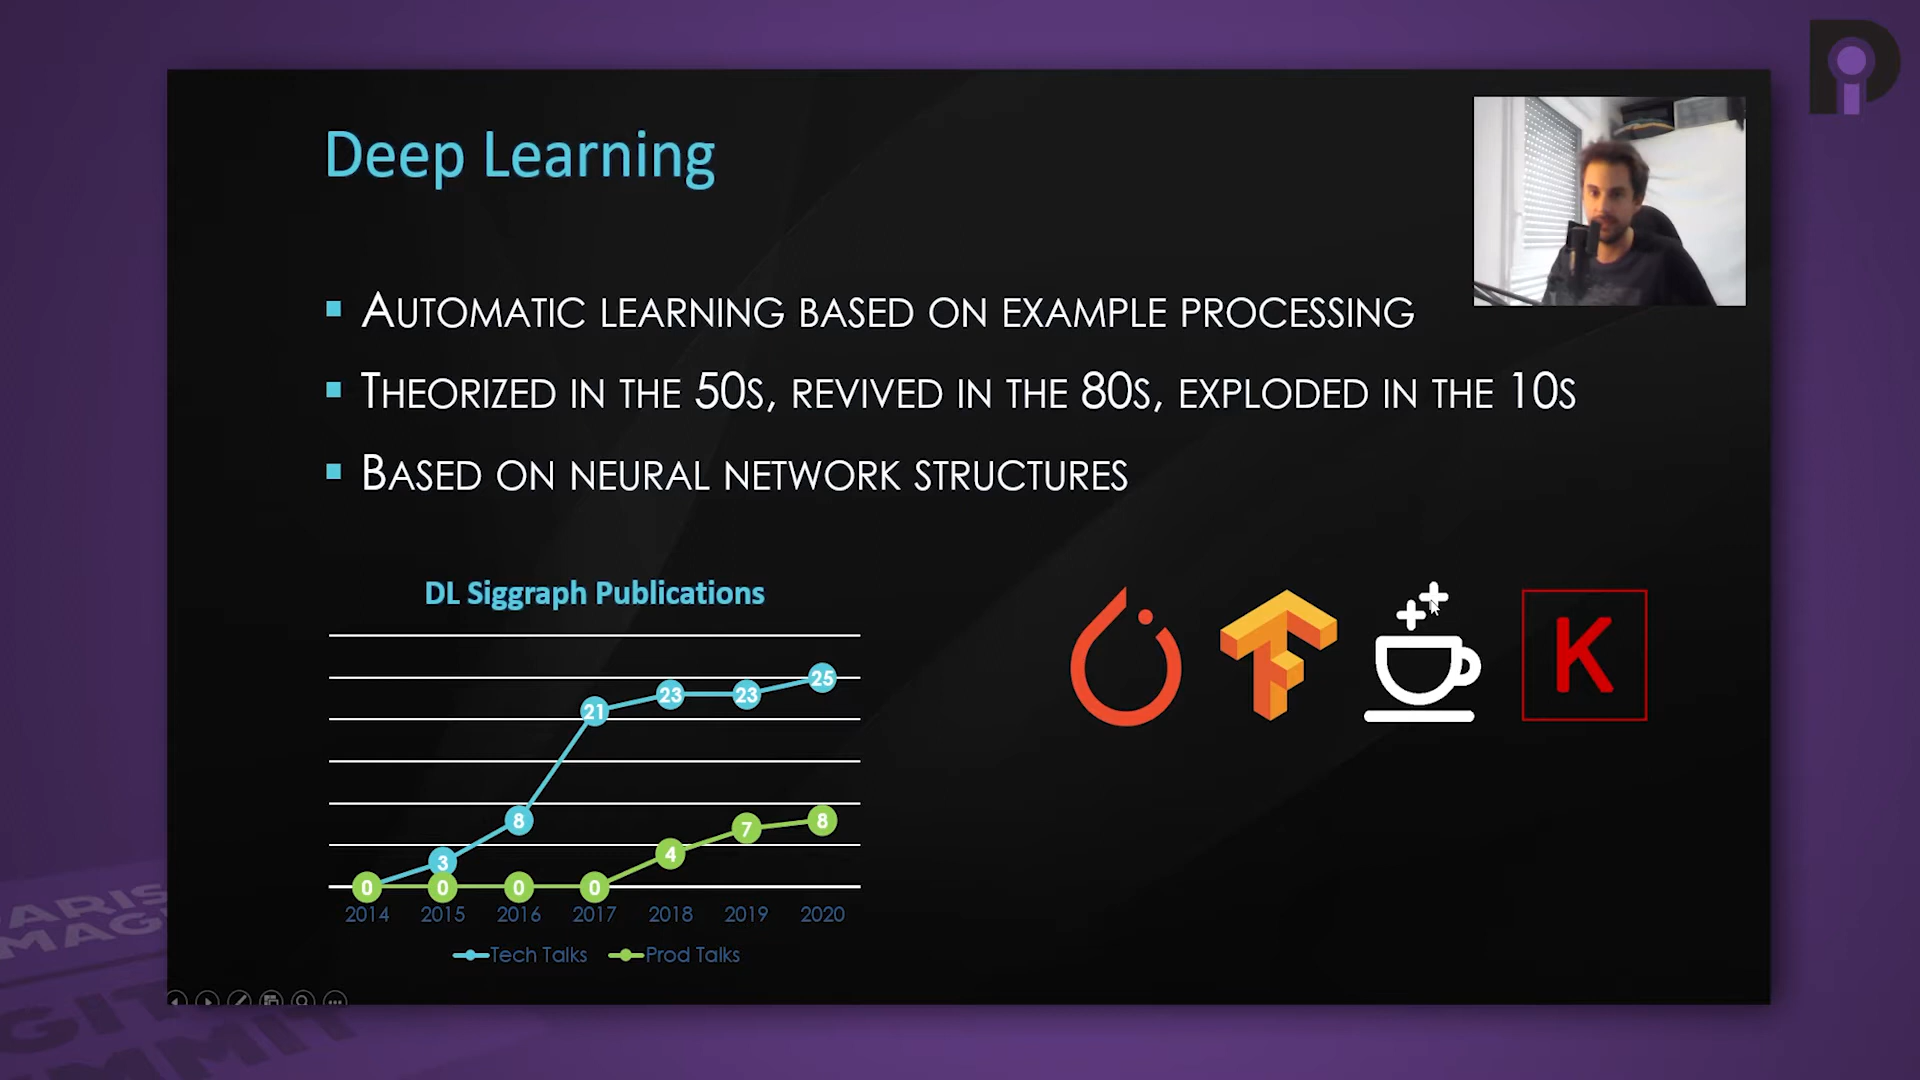 Deep Learning
AUTOMATIC LEARNING BASED ON EXAMPLE PROCESSING
THEORIZED IN THE 50S, REVIVED IN THE 80S, EXPLODED IN THE 10S
BASED ON NEURAL NETWORK STRUCTURES
DL Siggraph Publications
25
23
23
21
8
3
8
7
4
0
0
0
0
2014 2015 2016 2017 2018 2019 2020
Tech Talks Prod Talks
K